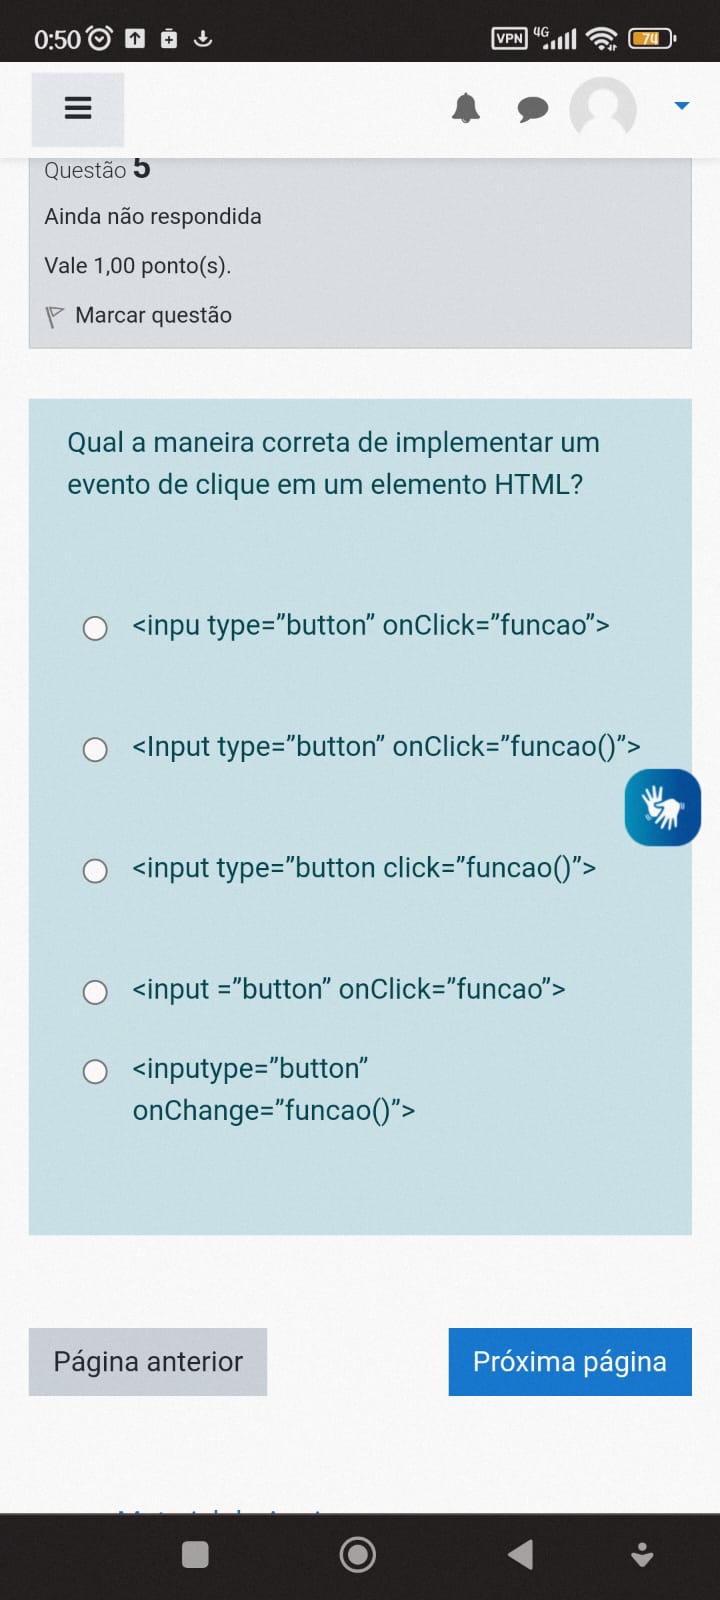 0:50
VPN 4G 74
Questão 5
Ainda não respondida
Vale 1,00 ponto(s).
Marcar questão
Qual a maneira correta de implementar um
evento de clique em um elemento HTML?
<inpu type=”button” onClick=”funcao”>
<Input type=”button” onClick=”funcao()”>
<input type=”button click=”funcao()”>
<input =”button” onClick=”funcao”>
<inputype=”button”
onChange=”funcao()”>
Página anterior
Próxima página